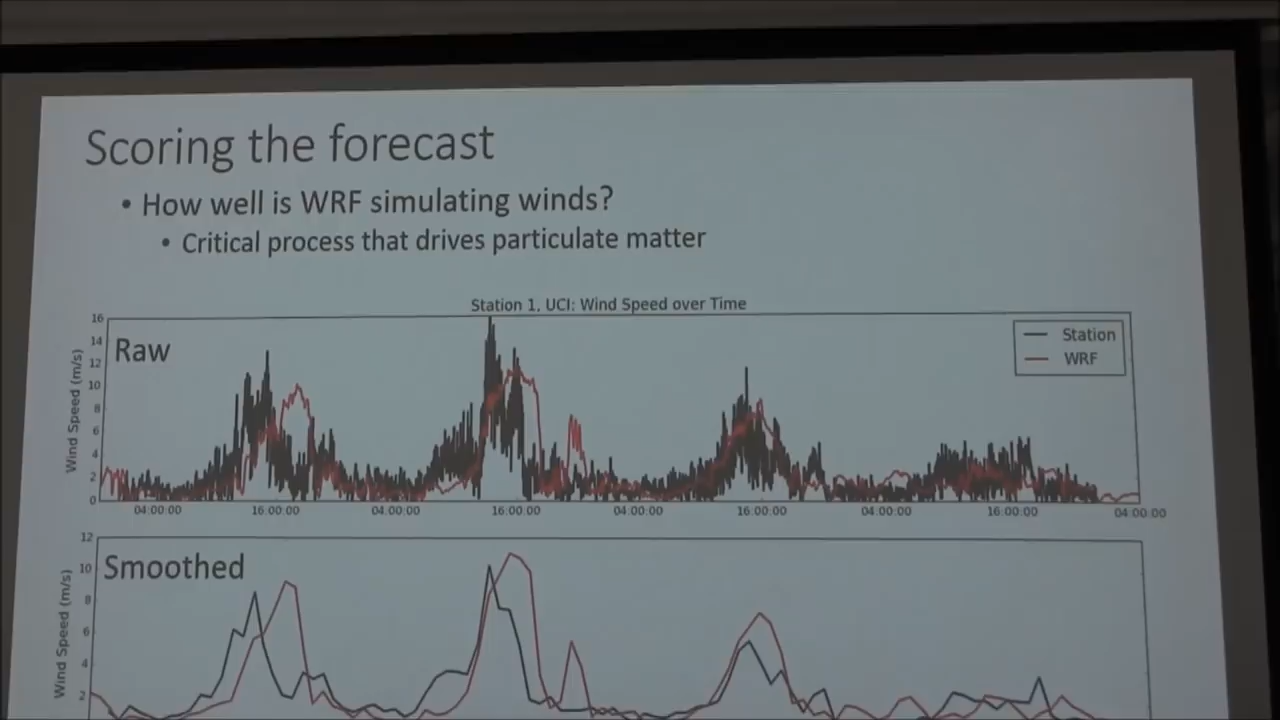 Scoring the forecast
• How well is WRF simulating winds?
• Critical process that drives particulate matter
Station 1, UCI: Wind Speed over Time
Raw
Station
WRF
Wind Speed (m/s)
16
14
12
10
8
6
4
2
0
04:00:00 16:00:00 04:00:00 16:00:00 04:00:00 16:00:00 04:00:00 16:00:00 04:00:00
Smoothed
Wind Speed (m/s)
12
10
8
6
4
2